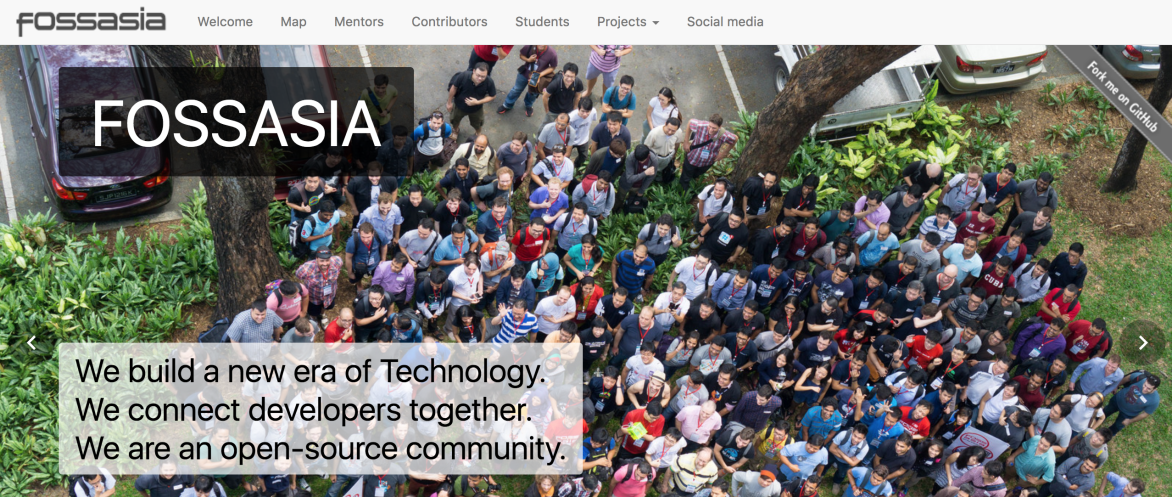 fossasia
Welcome Map Mentors Contributors Students Projects Social media
Fork me on GitHub
FOSSASIA
CUBA
We build a new era of Technology.
We connect developers together.
We are an open-source community.